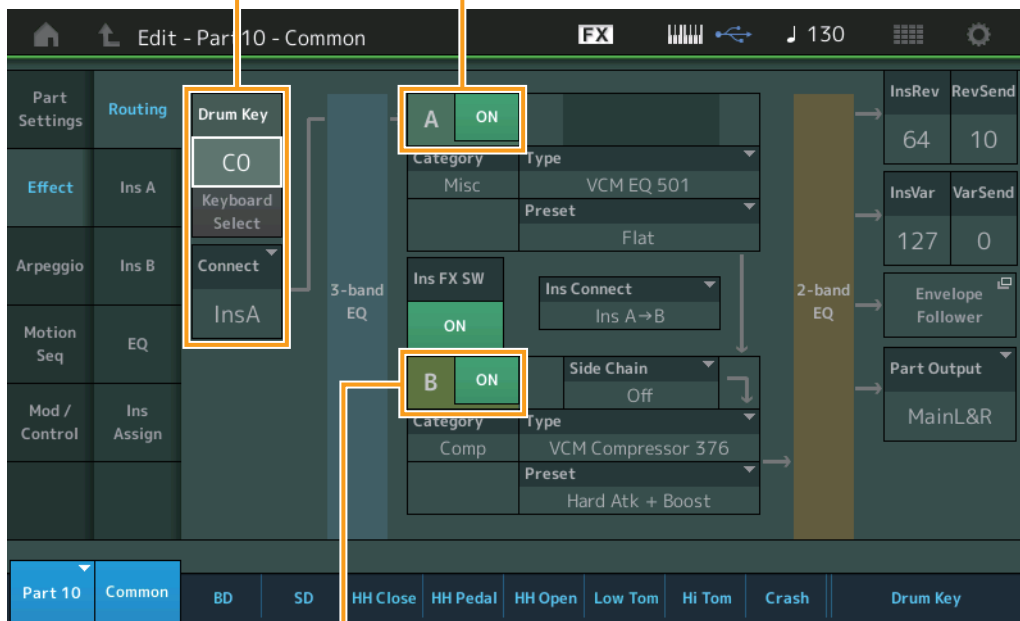 Edit - Part 10 - Common
FX
130
Part Settings
Effect
Arpeggio
Motion Seq
Mod / Control
Routing
Ins A
Ins B
EQ
Ins Assign
Drum Key
C0
Keyboard Select
Connect
InsA
3-band EQ
A
ON
Category
Misc
Type
VCM EQ 501
Preset
Flat
Ins FX SW
ON
Ins Connect
Ins A→B
B
ON
Side Chain
Off
Category
Comp
Type
VCM Compressor 376
Preset
Hard Atk + Boost
2-band EQ
InsRev
RevSend
64
10
InsVar
VarSend
127
0
Envelope Follower
Part Output
MainL&R
Part 10
Common
BD
SD
HH Close
HH Pedal
HH Open
Low Tom
Hi Tom
Crash
Drum Key